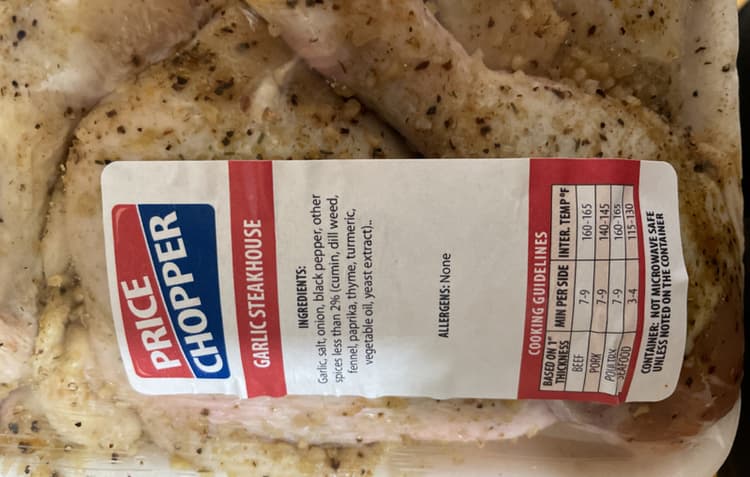 PRICE
CHOPPER
GARLIC STEAKHOUSE
INGREDIENTS:
Garlic, salt, onion, black pepper, other
spices less than 2% (cumin, dill weed,
fennel, paprika, thyme, turmeric,
vegetable oil, yeast extract)..
ALLERGENS: None
COOKING GUIDELINES
BASED ON 1" THICKNESS MIN PER SIDE INTER. TEMP°F
BEEF 7-9 160-165
PORK 7-9 140-145
POULTRY 7-9 160-165
SEAFOOD 3-4 115-130
CONTAINER: NOT MICROWAVE SAFE
UNLESS NOTED ON THE CONTAINER